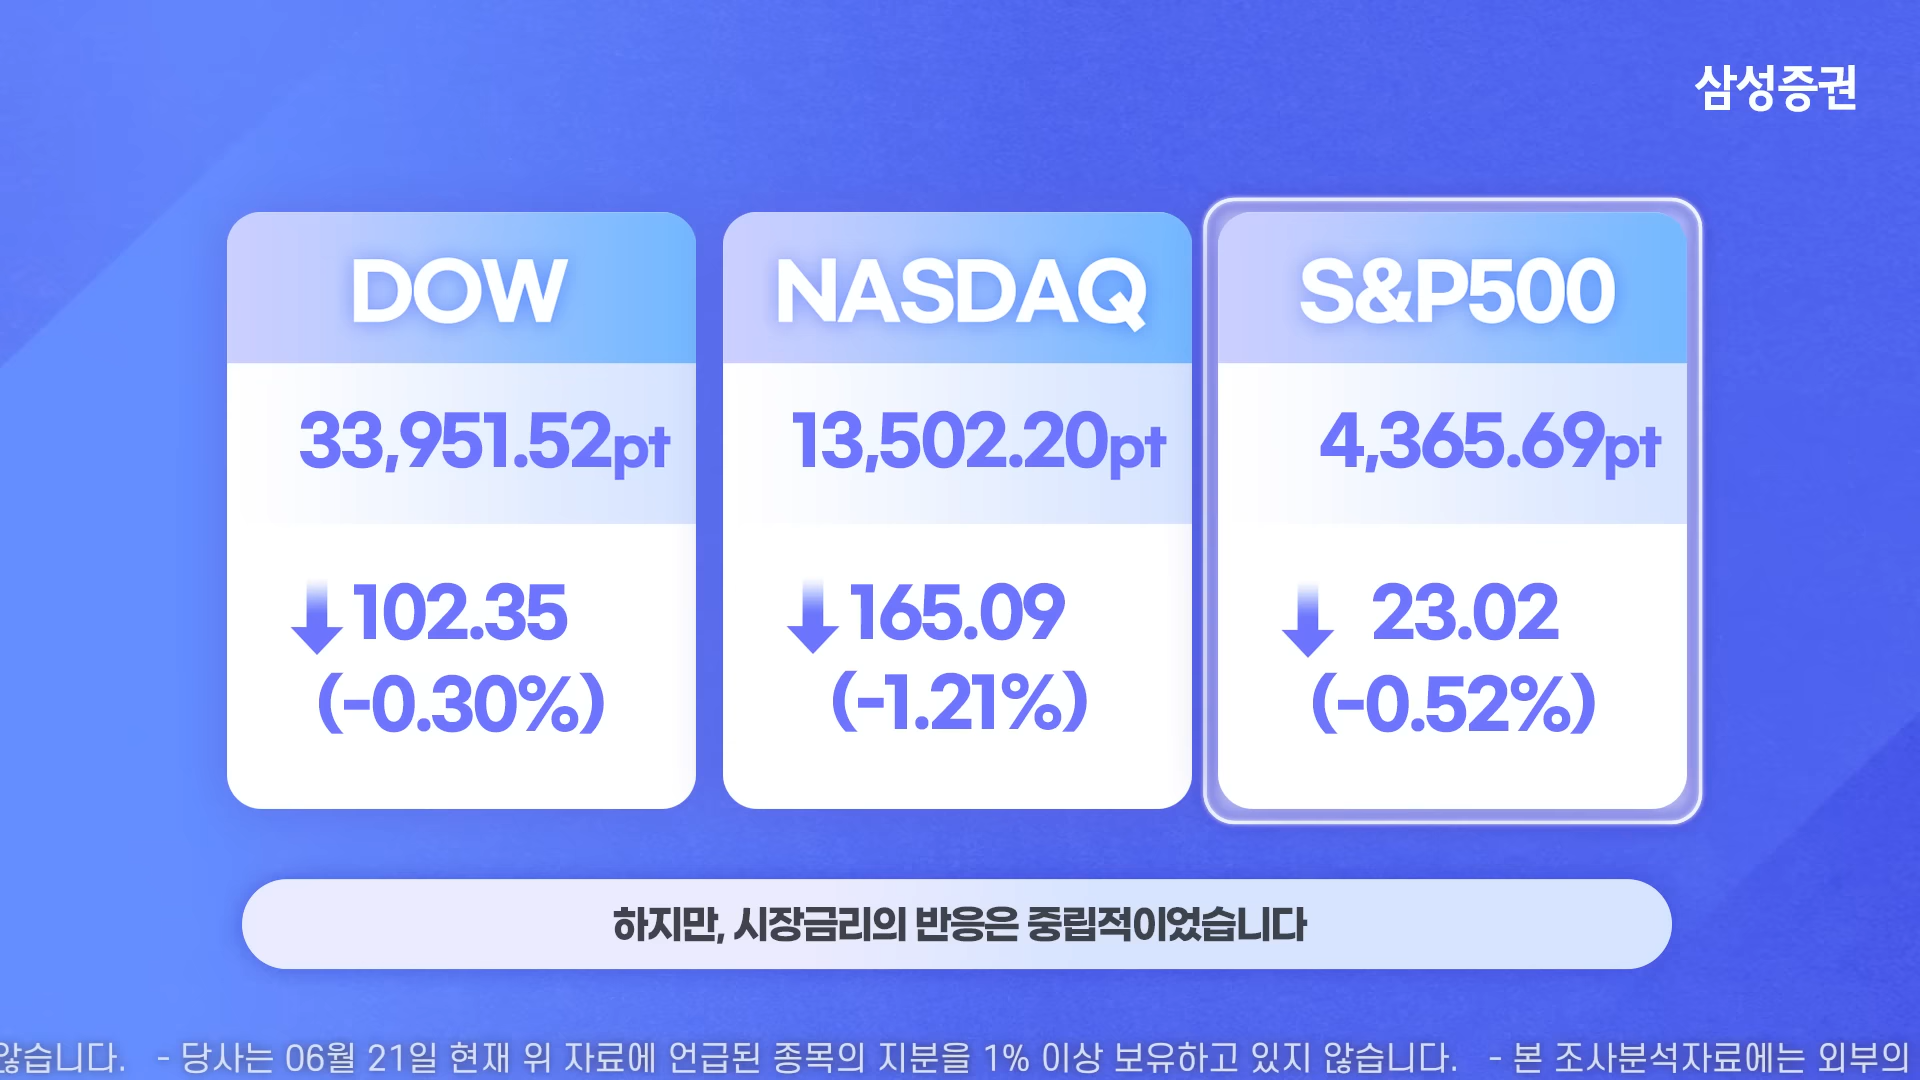 삼성증권
DOW
33,951.52pt
102.35
(-0.30%)
NASDAQ
13,502.20pt
165.09
(-1.21%)
S&P500
4,365.69pt
23.02
(-0.52%)
하지만, 시장금리의 반응은 중립적이었습니다
않습니다. - 당사는 06월 21일 현재 위 자료에 언급된 종목의 지분을 1% 이상 보유하고 있지 않습니다. - 본 조사분석자료에는 외부의